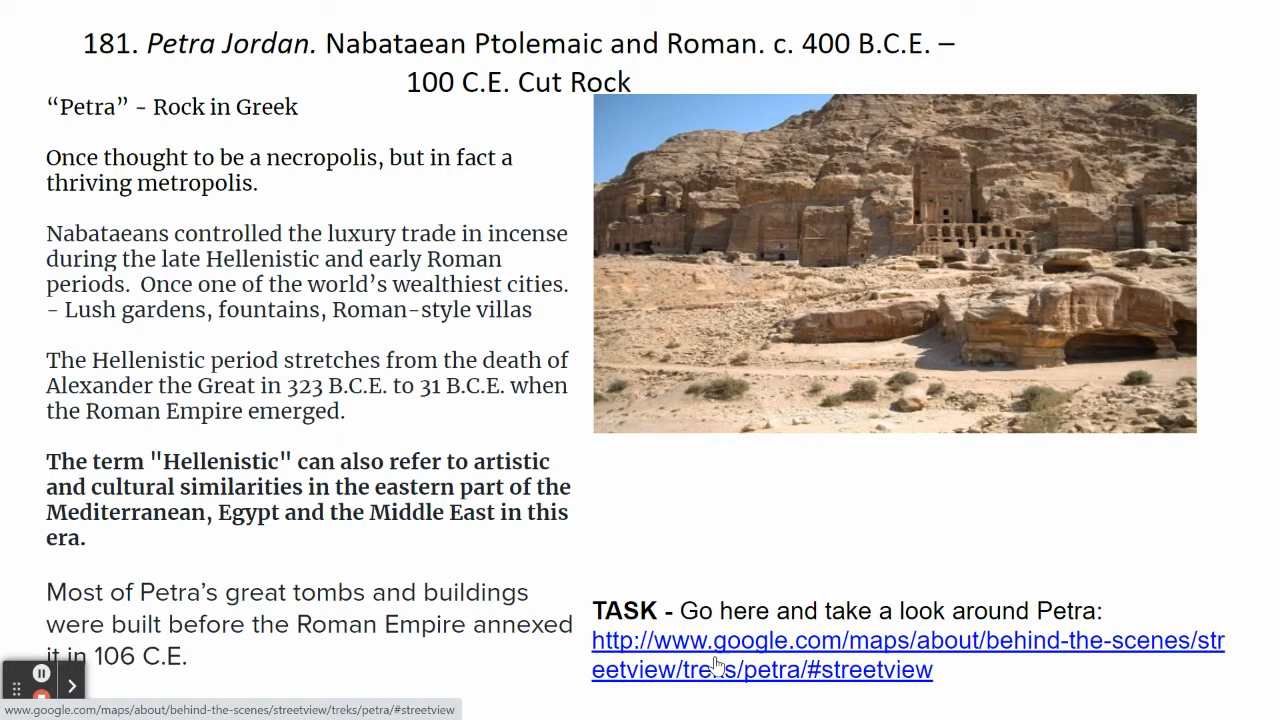 181. Petra Jordan. Nabataean Ptolemaic and Roman. c. 400 B.C.E. –
100 C.E. Cut Rock
“Petra” - Rock in Greek
Once thought to be a necropolis, but in fact a
thriving metropolis.
Nabataeans controlled the luxury trade in incense
during the late Hellenistic and early Roman
periods.  Once one of the world’s wealthiest cities.
- Lush gardens, fountains, Roman-style villas
The Hellenistic period stretches from the death of
Alexander the Great in 323 B.C.E. to 31 B.C.E. when
the Roman Empire emerged.
The term "Hellenistic" can also refer to artistic
and cultural similarities in the eastern part of the
Mediterranean, Egypt and the Middle East in this
era.
Most of Petra’s great tombs and buildings
were built before the Roman Empire annexed
it in 106 C.E.
TASK - Go here and take a look around Petra:
http://www.google.com/maps/about/behind-the-scenes/str
eetview/treks/petra/#streetview
www.google.com/maps/about/behind-the-scenes/streetview/treks/petra/#streetview